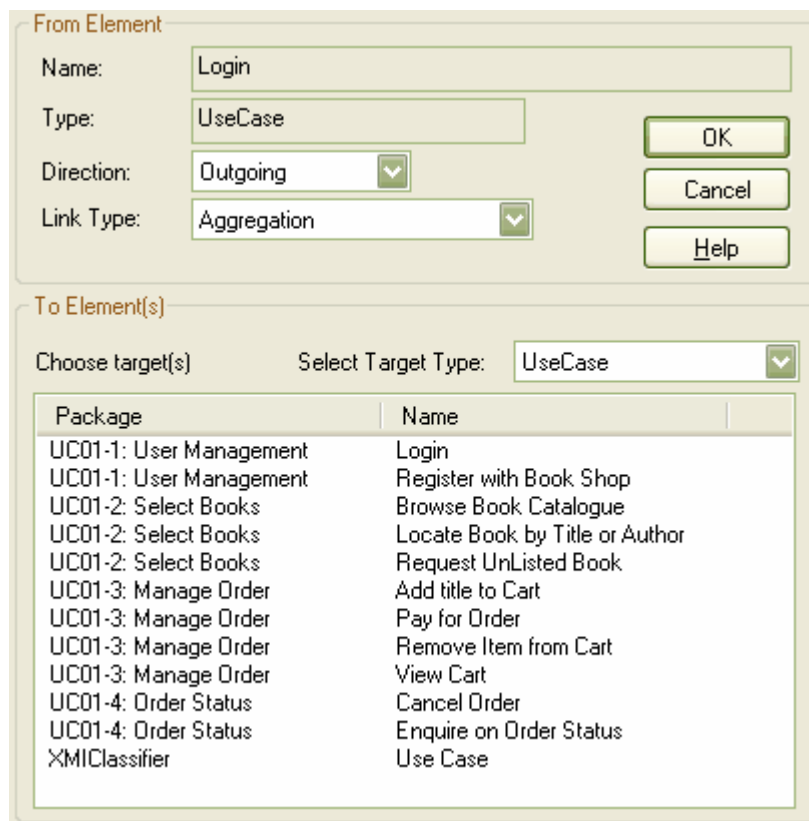 From Element
Name: Login
Type: UseCase
OK
Direction: Outgoing
Cancel
Link Type: Aggregation
Help
To Element(s)
Choose target(s) Select Target Type: UseCase
Package Name
UC01-1: User Management Login
UC01-1: User Management Register with Book Shop
UC01-2: Select Books Browse Book Catalogue
UC01-2: Select Books Locate Book by Title or Author
UC01-2: Select Books Request UnListed Book
UC01-3: Manage Order Add title to Cart
UC01-3: Manage Order Pay for Order
UC01-3: Manage Order Remove Item from Cart
UC01-3: Manage Order View Cart
UC01-4: Order Status Cancel Order
UC01-4: Order Status Enquire on Order Status
XMIClassifier Use Case